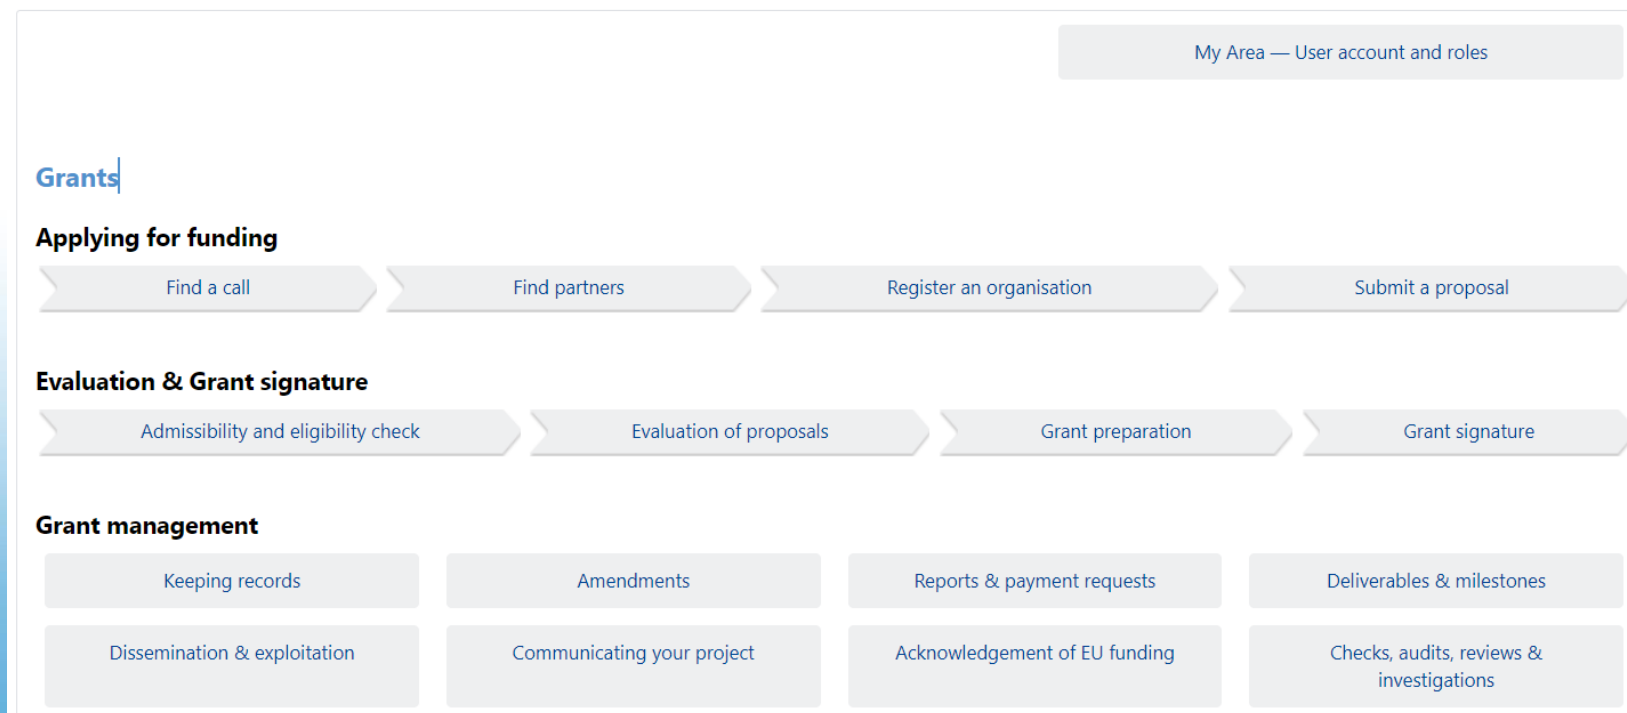 My Area — User account and roles
Grants
Applying for funding
Find a call
Find partners
Register an organisation
Submit a proposal
Evaluation & Grant signature
Admissibility and eligibility check
Evaluation of proposals
Grant preparation
Grant signature
Grant management
Keeping records
Amendments
Reports & payment requests
Deliverables & milestones
Dissemination & exploitation
Communicating your project
Acknowledgement of EU funding
Checks, audits, reviews &
investigations